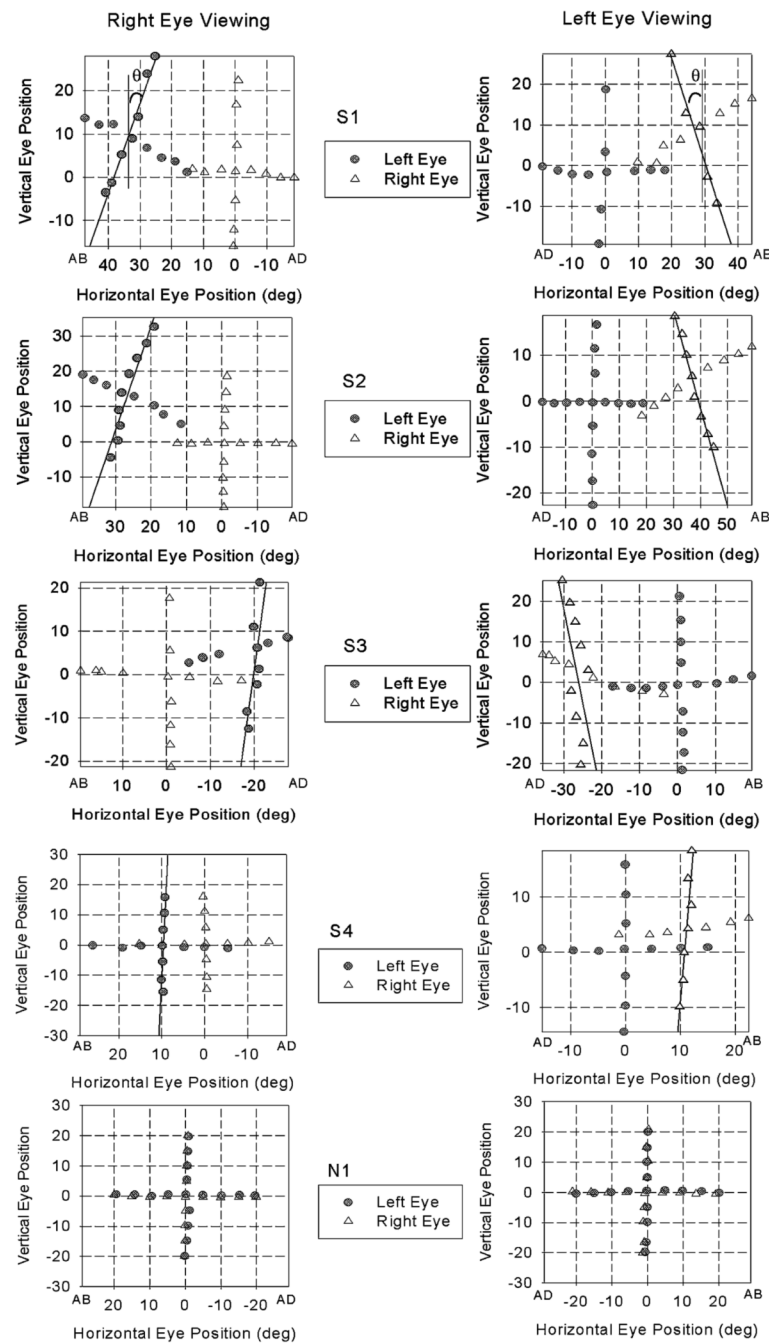 Right Eye Viewing
Left Eye Viewing
θ
20
10
0
-10
Vertical Eye Position
AB
40 30 20 10 0 -10
AD
Horizontal Eye Position (deg)
S1
Left Eye
Right Eye
θ
20
10
0
-10
Vertical Eye Position
AD
-10 0 10 20 30 40
AB
Horizontal Eye Position (deg)
30
20
10
0
-10
Vertical Eye Position
AB
30 20 10 0 -10
AD
Horizontal Eye Position (deg)
S2
Left Eye
Right Eye
10
0
-10
-20
Vertical Eye Position
AD
-10 0 10 20 30 40 50
AB
Horizontal Eye Position (deg)
20
10
0
-10
-20
Vertical Eye Position
AB
10 0 -10 -20
AD
Horizontal Eye Position (deg)
S3
Left Eye
Right Eye
20
10
0
-10
-20
Vertical Eye Position
AD
-30 -20 -10 0 10
AB
Horizontal Eye Position (deg)
30
20
10
0
-10
-20
-30
Vertical Eye Position
AB
20 10 0 -10
AD
Horizontal Eye Position (deg)
S4
Left Eye
Right Eye
10
0
-10
Vertical Eye Position
AD
-10 0 10 20
AB
Horizontal Eye Position (deg)
30
20
10
0
-10
-20
-30
Vertical Eye Position
AB
20 10 0 -10 -20
AD
Horizontal Eye Position (deg)
N1
Left Eye
Right Eye
30
20
10
0
-10
-20
-30
Vertical Eye Position
AD
-20 -10 0 10 20
AB
Horizontal Eye Position (deg)